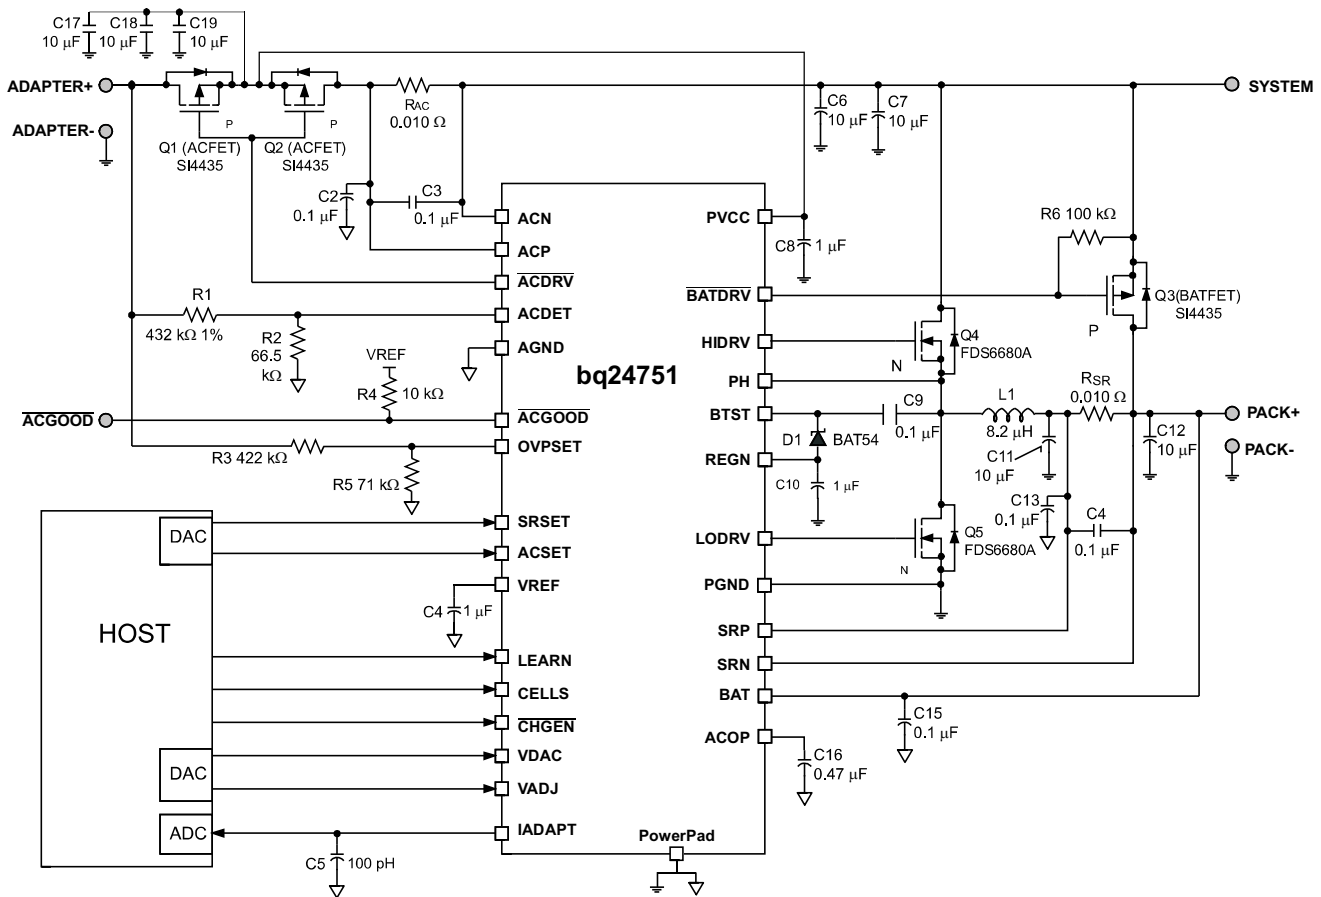 C17
10 µF
C18
10 µF
C19
10 µF
ADAPTER+
SYSTEM
ADAPTER-
P
P
RAC
0.010 Ω
C6
10 µF
C7
10 µF
Q1 (ACFET)
SI4435
Q2 (ACFET)
SI4435
C2
0.1 µF
C3
0.1 µF
ACN
PVCC
C8
1 µF
R6 100 kΩ
ACP
ACDRV
BATDRV
Q3(BATFET)
SI4435
P
R1
432 kΩ 1%
ACDET
R2
66.5
kΩ
AGND
HIDRV
Q4
FDS6680A
N
VREF
R4
10 kΩ
bq24751
PH
RSR
0.010 Ω
L1
8.2 µH
ACGOOD
ACGOOD
BTST
C9
0.1 µF
PACK+
D1
BAT54
C11
10 µF
C12
10 µF
PACK-
OVPSET
R3 422 kΩ
R5 71 kΩ
REGN
C10
1 µF
C13
0.1 µF
C4
0.1 µF
DAC
SRSET
ACSET
LODRV
Q5
FDS6680A
N
VREF
C4
1 µF
PGND
HOST
SRP
LEARN
SRN
CELLS
BAT
CHGEN
C15
0.1 µF
ACOP
DAC
VDAC
C16
0.47 µF
VADJ
ADC
IADAPT
PowerPad
C5
100 pH